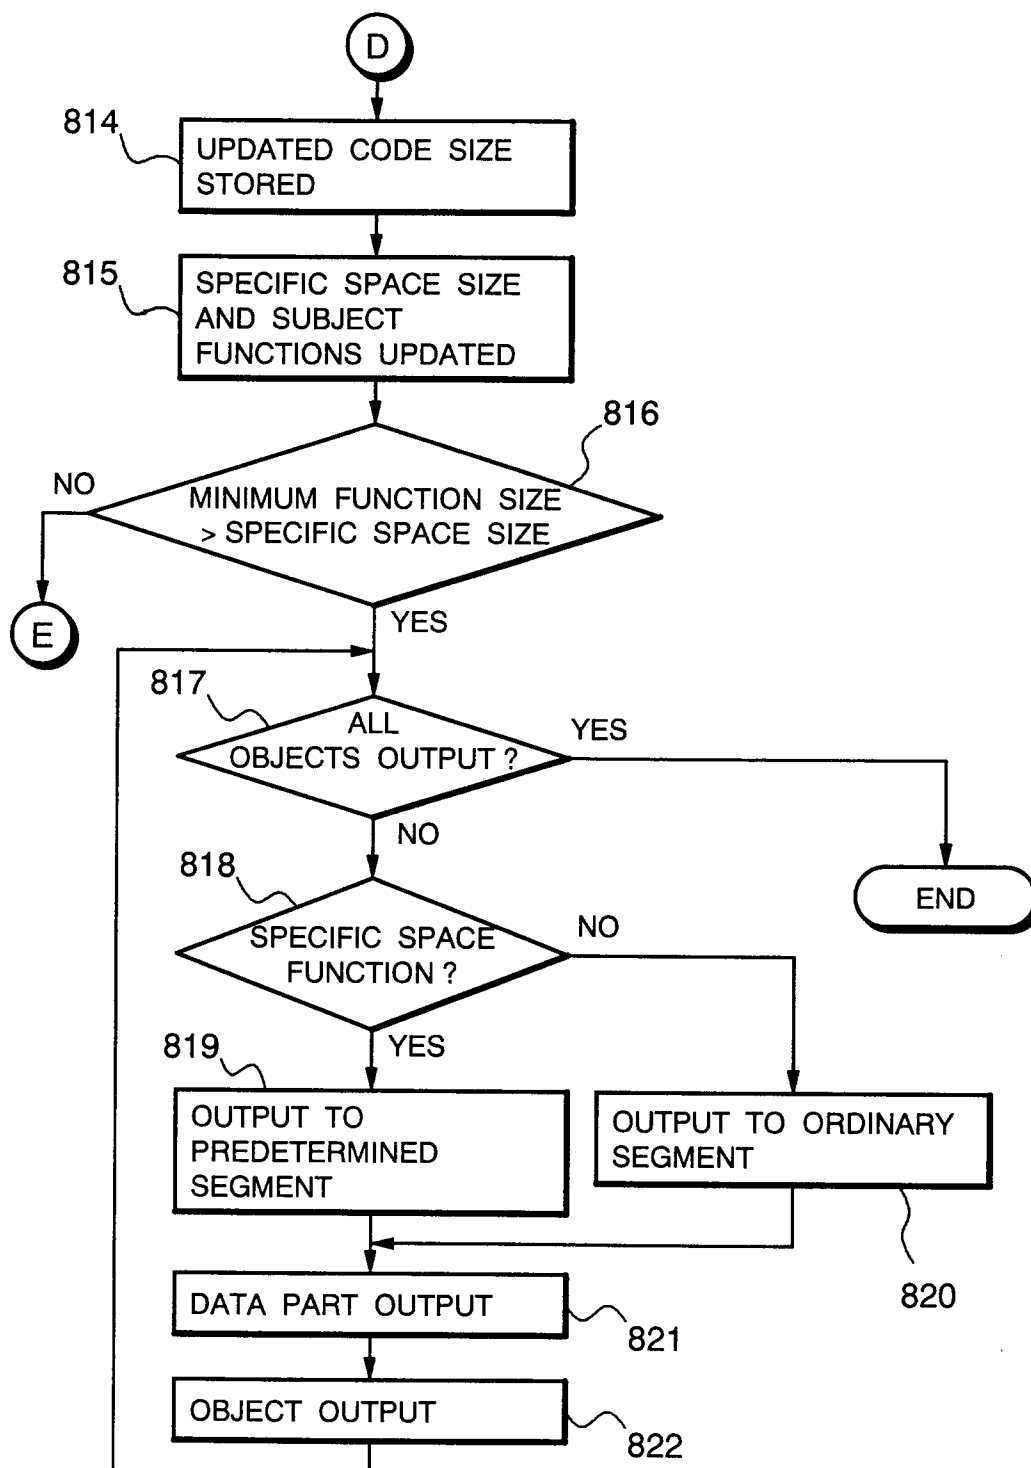 D
814
UPDATED CODE SIZE
STORED
815
SPECIFIC SPACE SIZE
AND SUBJECT
FUNCTIONS UPDATED
816
NO
MINIMUM FUNCTION SIZE
> SPECIFIC SPACE SIZE
E
YES
817
ALL
OBJECTS OUTPUT ?
YES
NO
818
END
SPECIFIC SPACE
FUNCTION ?
NO
YES
819
OUTPUT TO
PREDETERMINED
SEGMENT
OUTPUT TO ORDINARY
SEGMENT
820
DATA PART OUTPUT
821
OBJECT OUTPUT
822